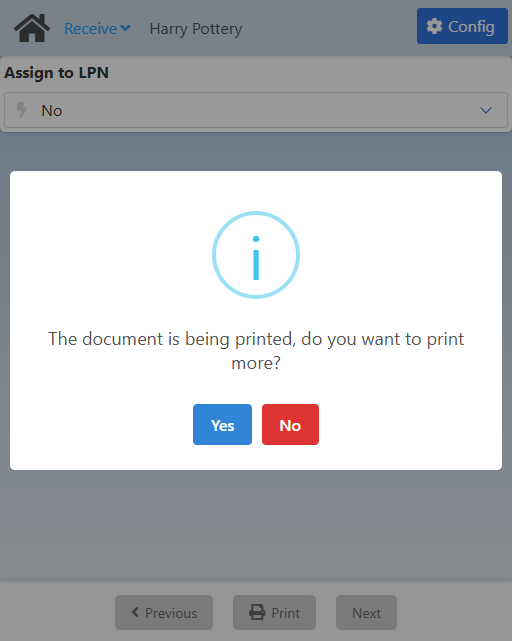 Receive Harry Pottery Config
Assign to LPN
No
i
The document is being printed, do you want to print
more?
Yes No
Previous Print Next